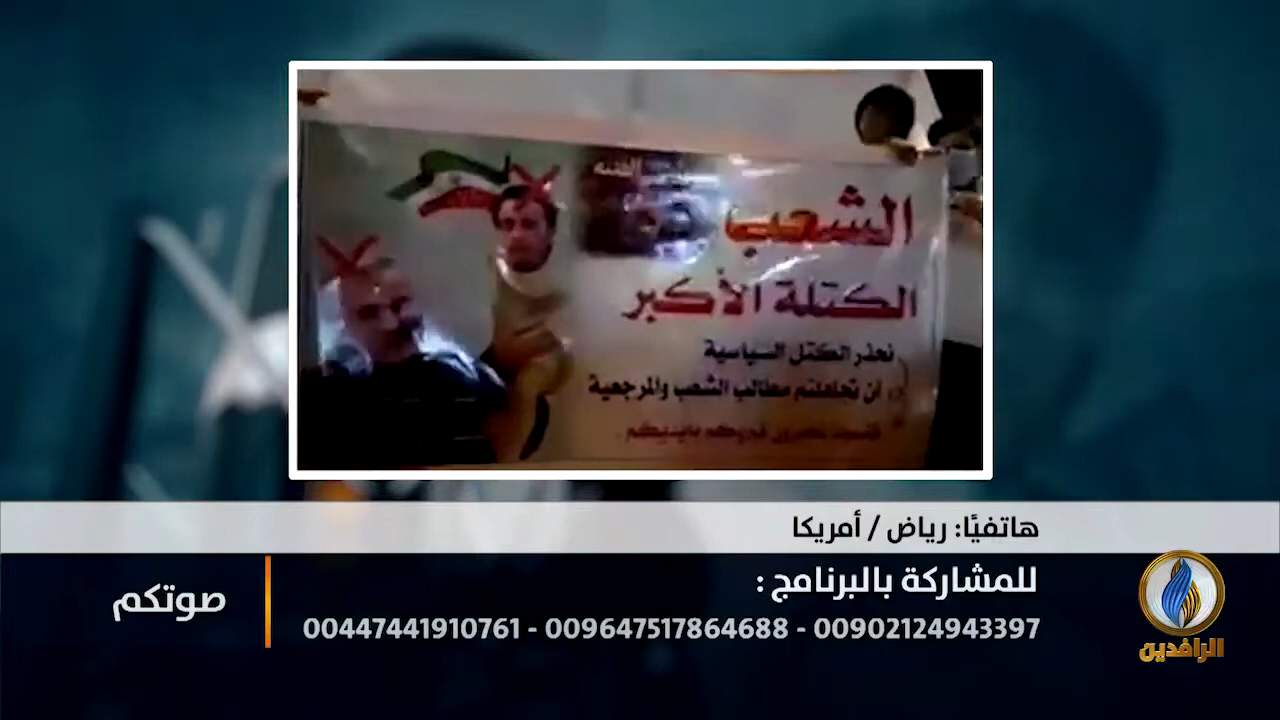 الشعب
الكتلة الأكبر
نحذر الكتل السياسية
ان تجاهلتم مطالب الشعب والمرجعية
هاتفيًا: رياض / أمريكا
للمشاركة بالبرنامج :
00447441910761 - 009647517864688 - 00902124943397
صوتكم
الرافدين